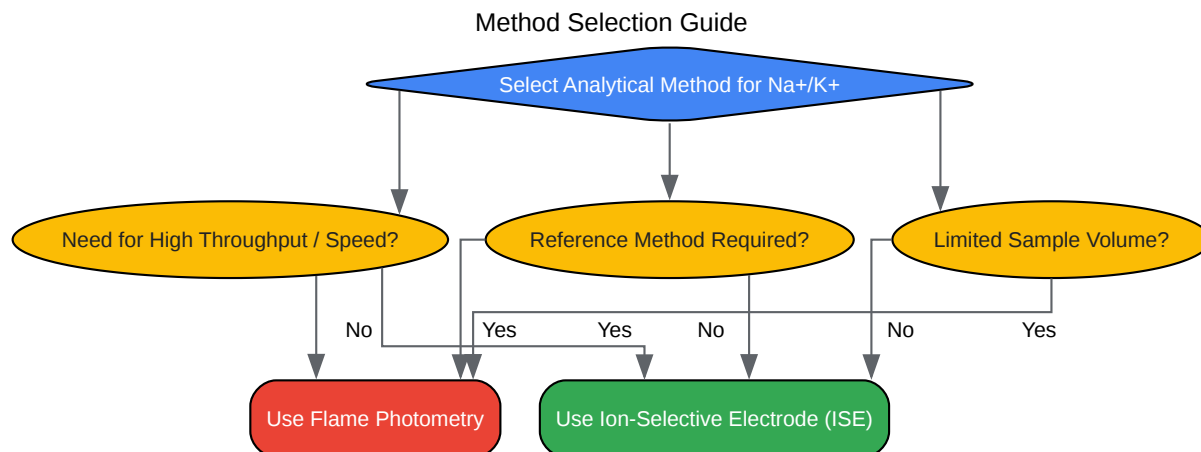 Method Selection Guide
Select Analytical Method for Na+/K+
Need for High Throughput / Speed?
Reference Method Required?
Limited Sample Volume?
No
Yes
Yes
No
No
Yes
Use Flame Photometry
Use Ion-Selective Electrode (ISE)